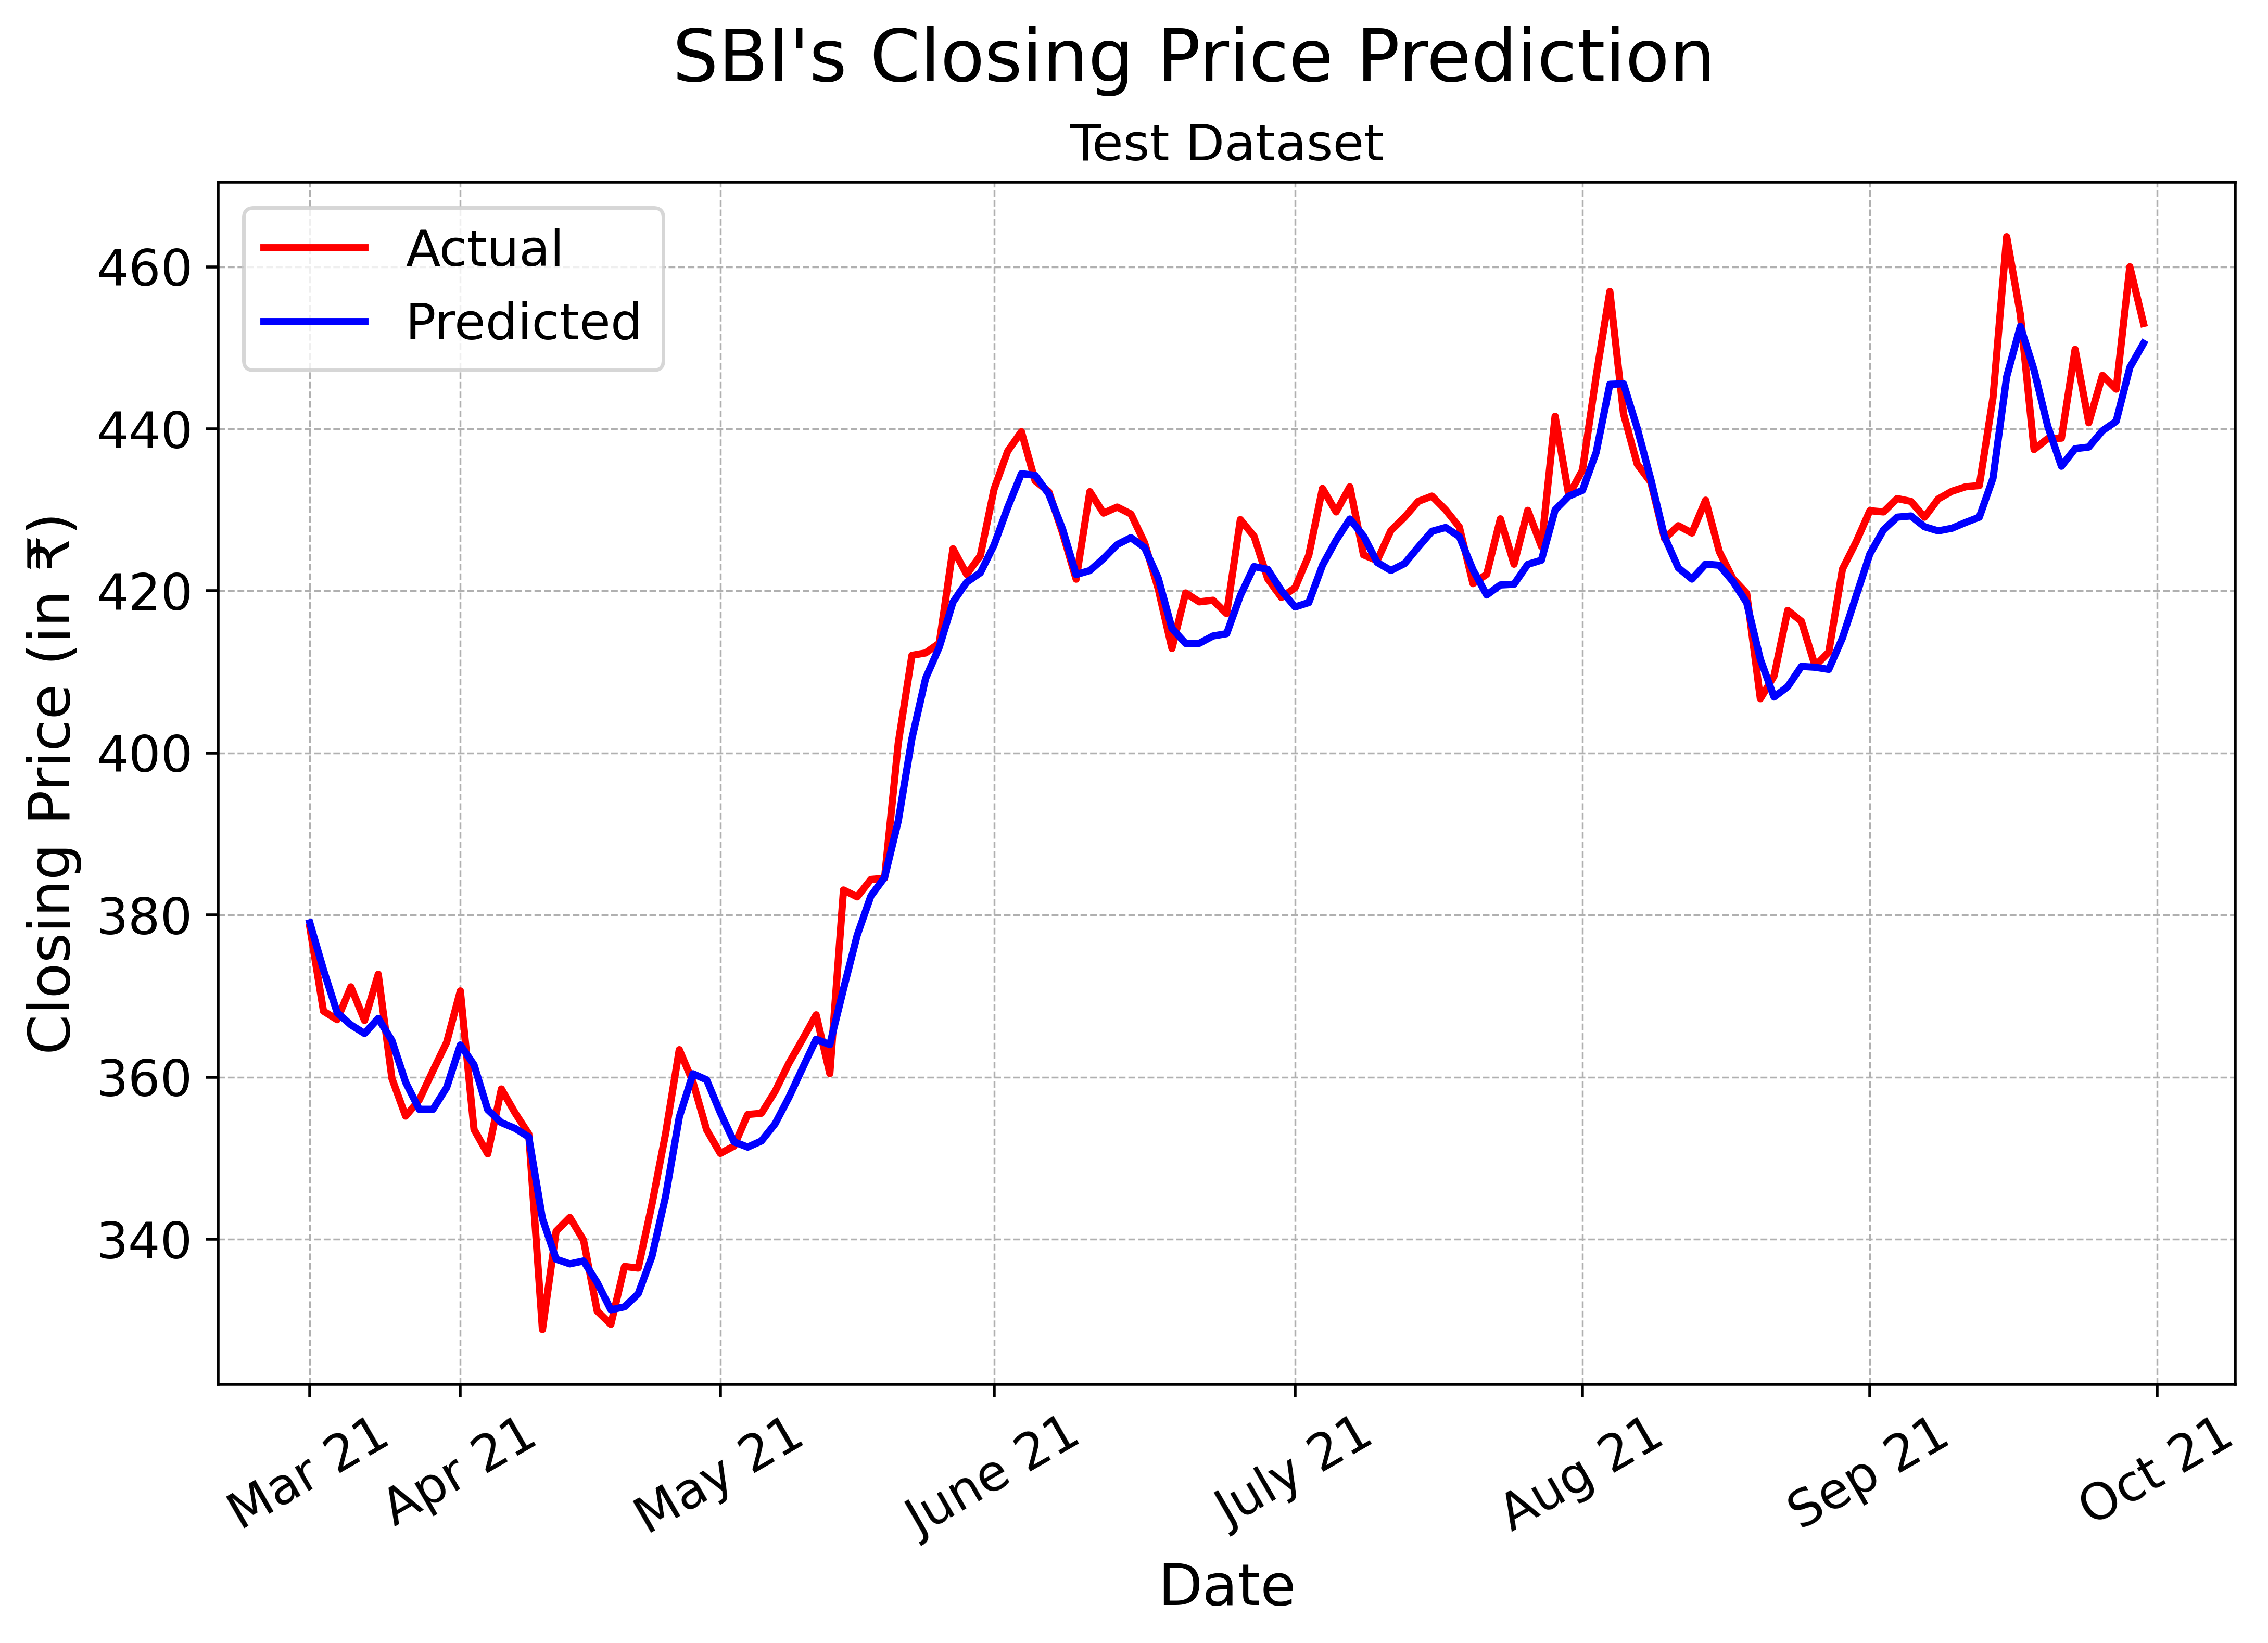 SBI's Closing Price Prediction
Test Dataset
Actual
Predicted
Closing Price (in ₹)
460
440
420
400
380
360
340
Mar 21
Apr 21
May 21
June 21
July 21
Aug 21
Sep 21
Oct 21
Date